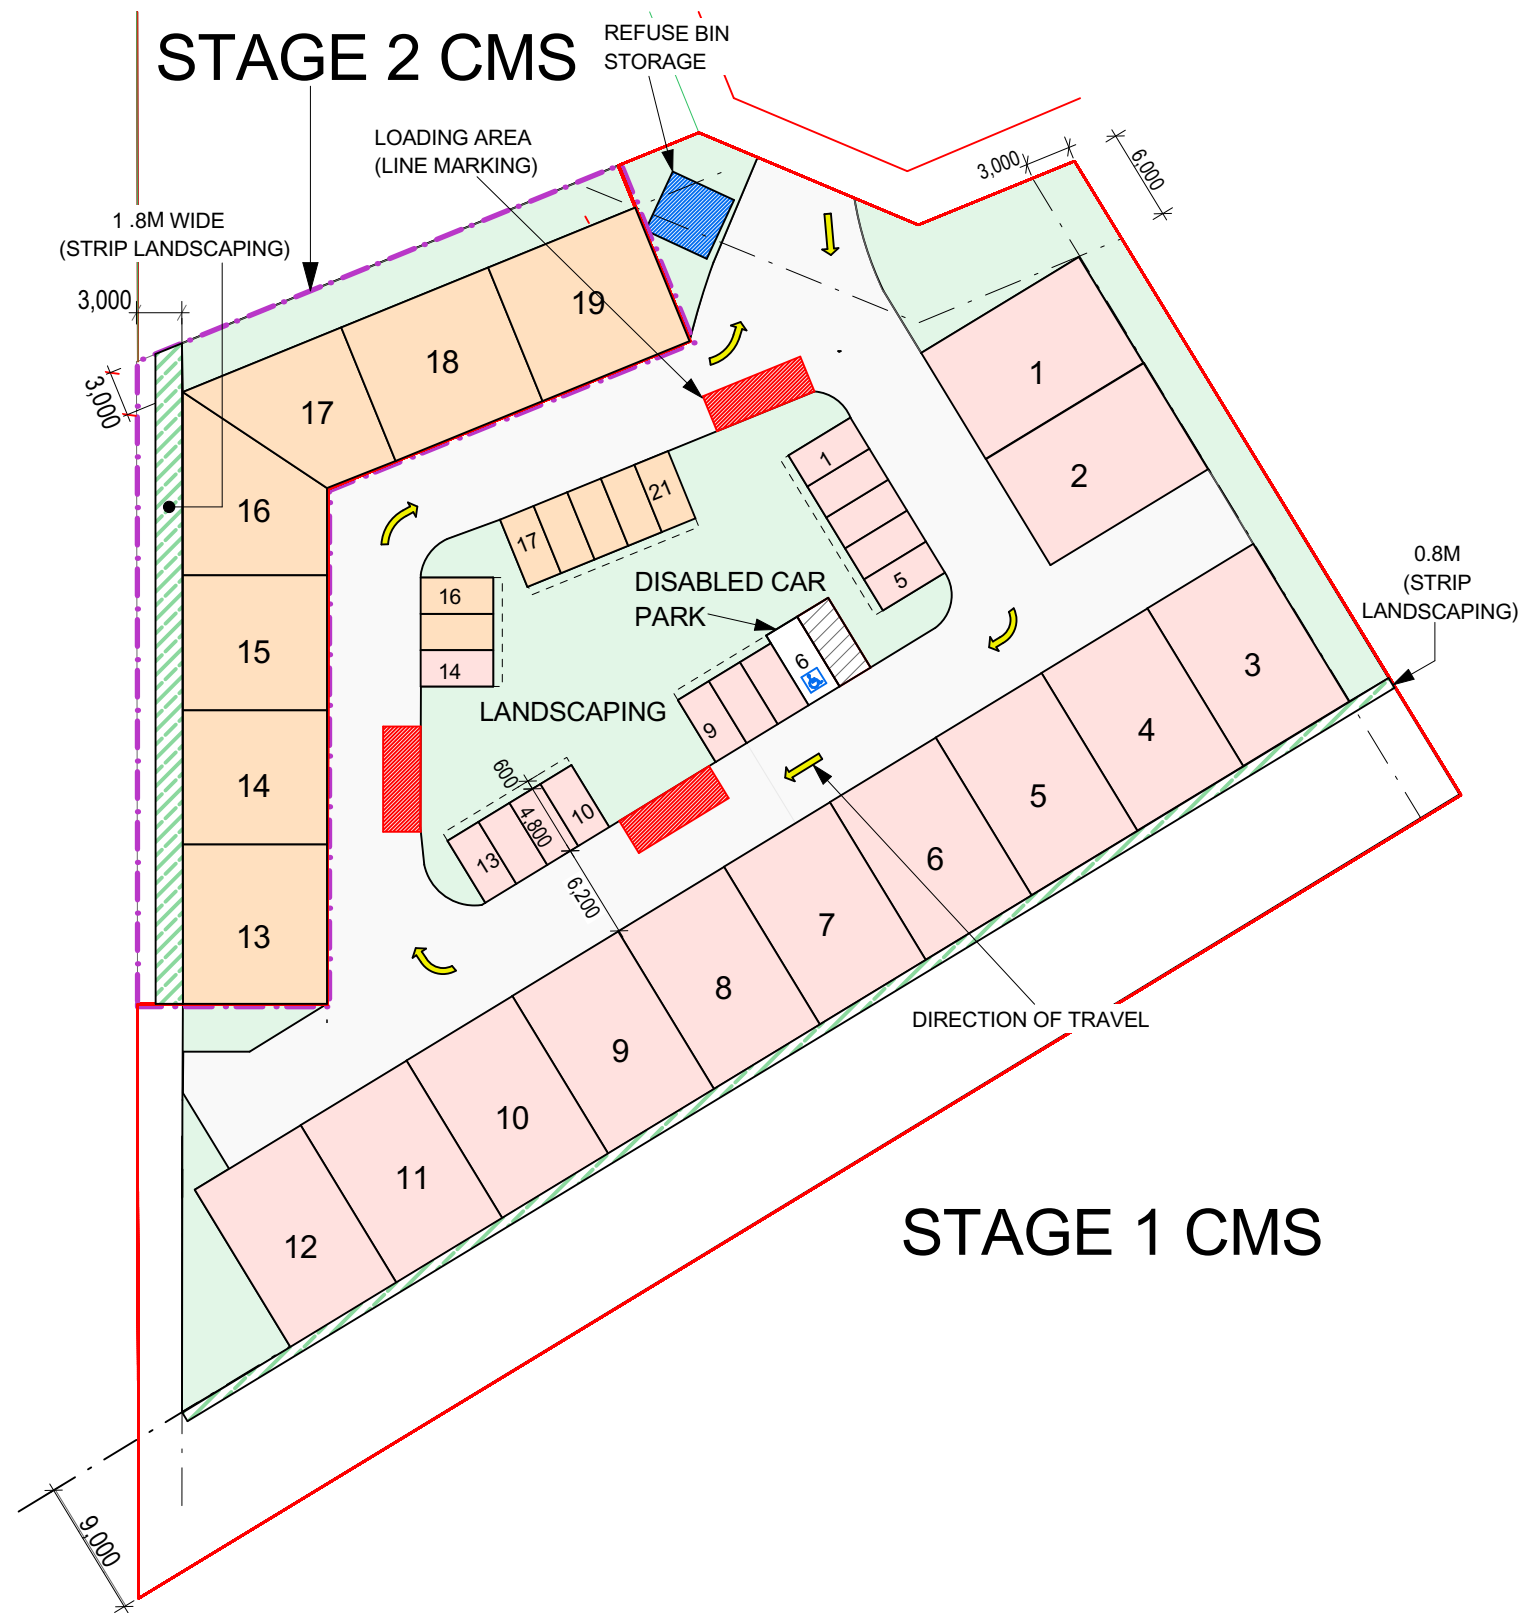 STAGE 2 CMS
REFUSE BIN
STORAGE
LOADING AREA
(LINE MARKING)
3,000
6,000
1.8M WIDE
(STRIP LANDSCAPING)
3,000
3,000
19
18
17
16
15
14
13
1
2
1
5
17
21
16
14
DISABLED CAR
PARK
6
9
LANDSCAPING
600
4,800
10
13
6,200
0.8M
(STRIP
LANDSCAPING)
3
4
5
6
7
8
9
10
11
12
DIRECTION OF TRAVEL
STAGE 1 CMS
9,000